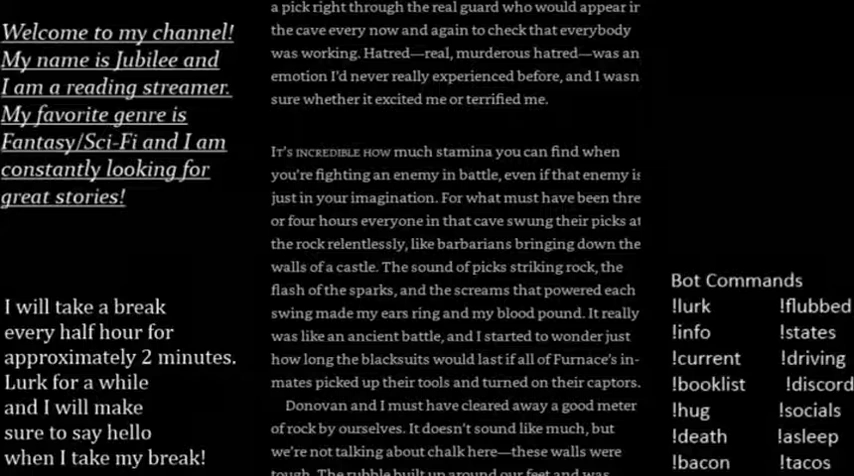 Welcome to my channel!
My name is Jubilee and
I am a reading streamer.
My favorite genre is
Fantasy/Sci-Fi and I am
constantly looking for
great stories!
I will take a break
every half hour for
approximately 2 minutes.
Lurk for a while
and I will make
sure to say hello
when I take my break!
a pick right through the real guard who would appear
the cave every now and again to check that everybody
was working. Hatred—real, murderous hatred—was an
emotion I'd never really experienced before, and I wasn
sure whether it excited me or terrified me.
It's incredible how much stamina you can find when
you're fighting an enemy in battle, even if that enemy is
just in your imagination. For what must have been thre
or four hours everyone in that cave swung their picks at
the rock relentlessly, like barbarians bringing down the
walls of a castle. The sound of picks striking rock, the
flash of the sparks, and the screams that powered each
swing made my ears ring and my blood pound. It really
was like an ancient battle, and I started to wonder just
how long the blacksuits would last if all of Furnace's in-
mates picked up their tools and turned on their captors.
Donovan and I must have cleared away a good meter
of rock by ourselves. It doesn't sound like much, but
we're not talking about chalk here—these walls were
tough. The rubble built up around our feet and was
Bot Commands
!lurk !flubbed
!info !states
!current !driving
!booklist !discord
!hug !socials
!death !asleep
!bacon !tacos